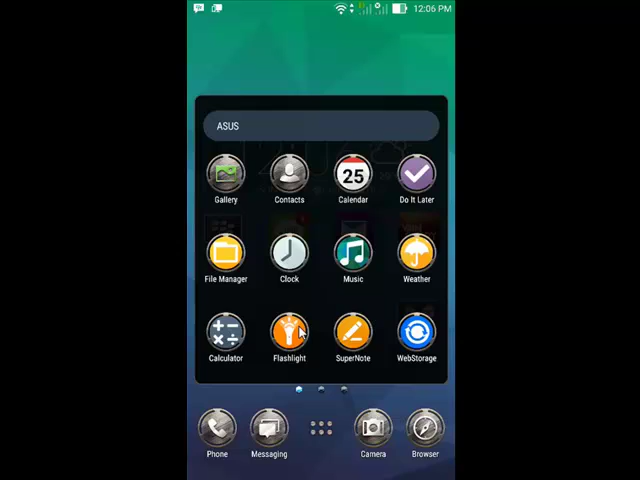 12:06 PM
ASUS
Gallery
Contacts
25
Calendar
Do It Later
File Manager
Clock
Music
Weather
Calculator
Flashlight
SuperNote
WebStorage
Phone
Messaging
Camera
Browser